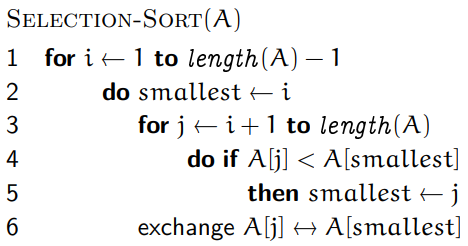 SELECTION-SORT(A)
1 for i ← 1 to length(A) − 1
2 do smallest ← i
3 for j ← i + 1 to length(A)
4 do if A[j] < A[smallest]
5 then smallest ← j
6 exchange A[j] ↔ A[smallest]